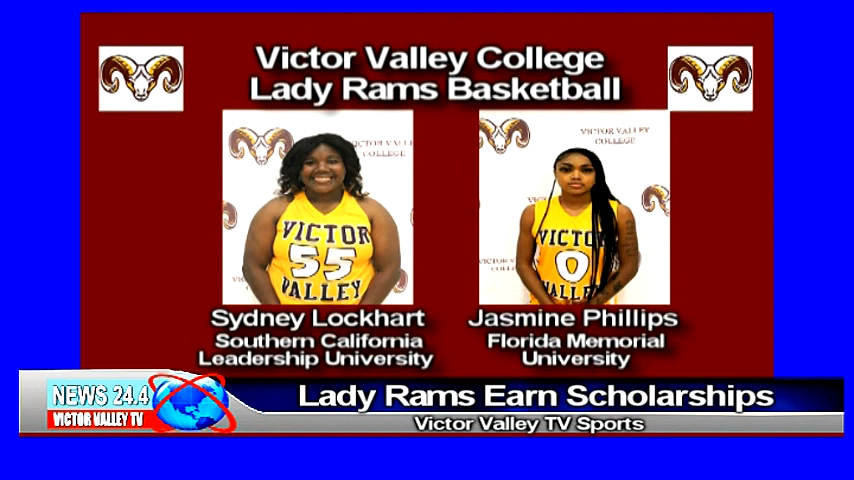 Victor Valley College
Lady Rams Basketball
VICTOR VALLEY
COLLEGE
VICTOR VALLEY
COLLEGE
VICTOR
55
VALLEY
VICTOR
0
VALLEY
Sydney Lockhart
Southern California
Leadership University
Jasmine Phillips
Florida Memorial
University
NEWS 24.4
VICTOR VALLEY TV
Lady Rams Earn Scholarships
Victor Valley TV Sports